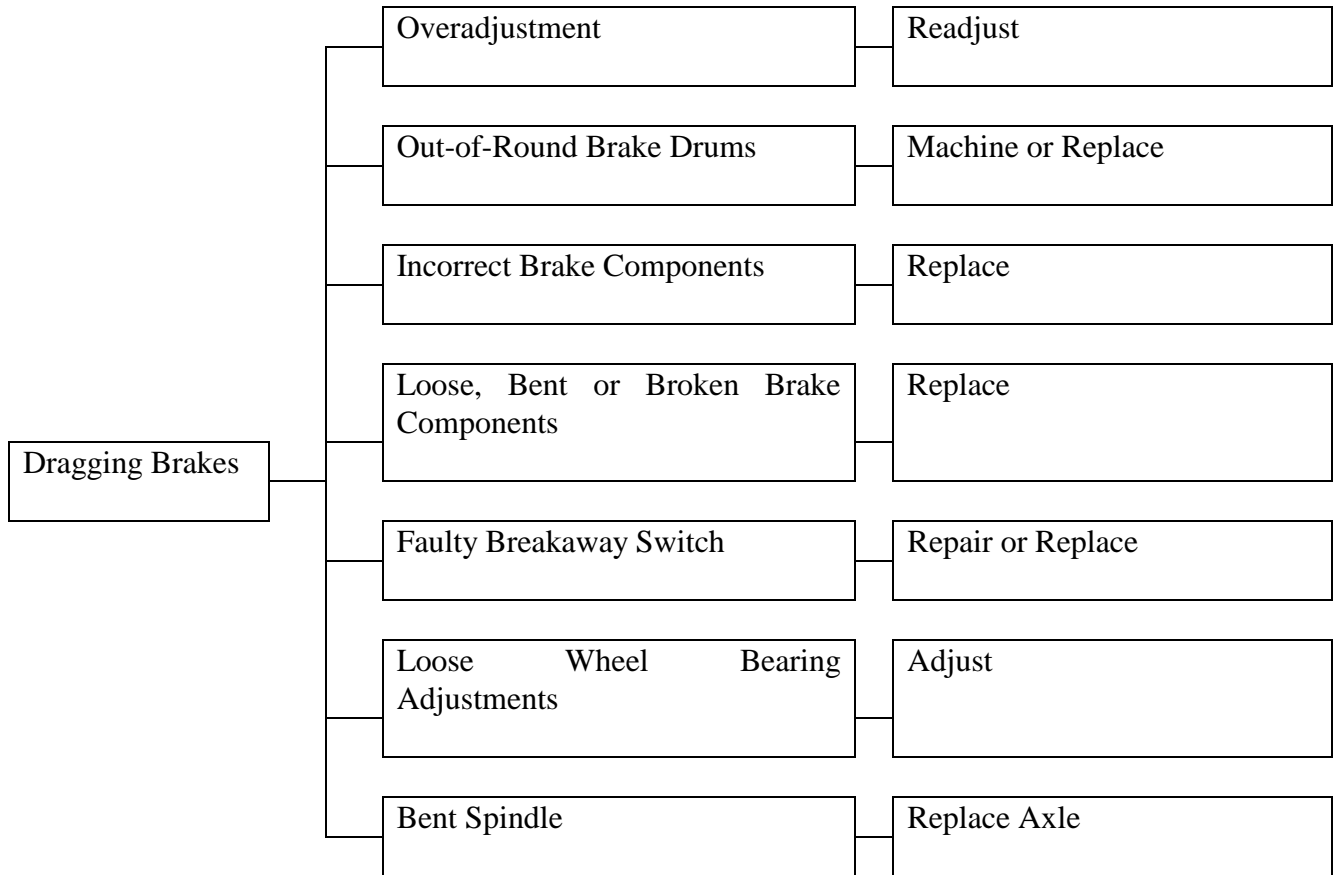 Overadjustment
Readjust
Out-of-Round Brake Drums
Machine or Replace
Incorrect Brake Components
Replace
Loose, Bent or Broken Brake
Components
Replace
Dragging Brakes
Faulty Breakaway Switch
Repair or Replace
Loose Wheel Bearing
Adjustments
Adjust
Bent Spindle
Replace Axle